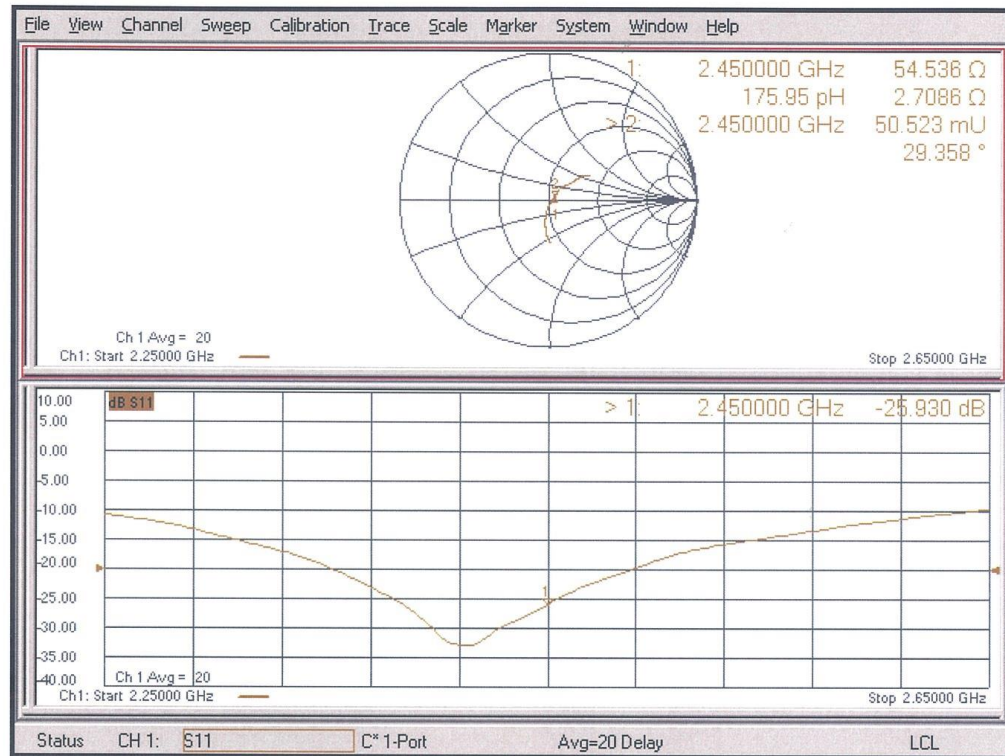 File View Channel Sweep Calibration Trace Scale Marker System Window Help
1: 2.450000 GHz 54.536 Ω
175.95 pH 2.7086 Ω
> 2: 2.450000 GHz 50.523 mU
29.358 °
2
1
Ch 1 Avg = 20
Ch1: Start 2.25000 GHz Stop 2.65000 GHz
dB S11
> 1: 2.450000 GHz -25.930 dB
10.00
5.00
0.00
-5.00
-10.00
-15.00
-20.00
-25.00
-30.00
-35.00
-40.00
1
Ch 1 Avg = 20
Ch1: Start 2.25000 GHz Stop 2.65000 GHz
Status CH 1: S11 C* 1-Port Avg=20 Delay LCL